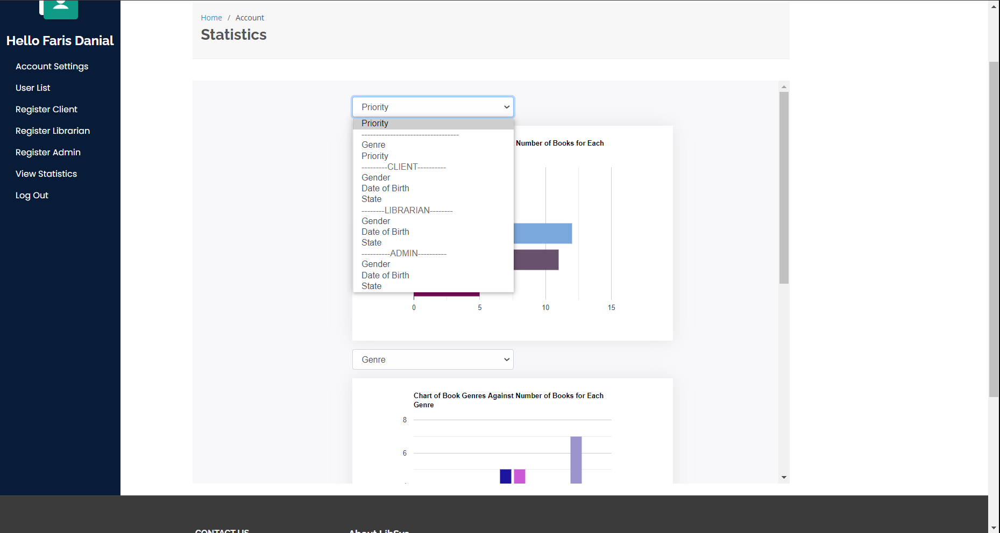 Hello Faris Danial
Account Settings
User List
Register Client
Register Librarian
Register Admin
View Statistics
Log Out
Home / Account
Statistics
Priority
Priority
----------------------------------
Genre
Priority
---------CLIENT----------
Gender
Date of Birth
State
--------LIBRARIAN--------
Gender
Date of Birth
State
----------ADMIN----------
Gender
Date of Birth
State
Number of Books for Each
0 5 10 15
Genre
Chart of Book Genres Against Number of Books for Each
Genre
8
6
CONTACT US
About LibSys